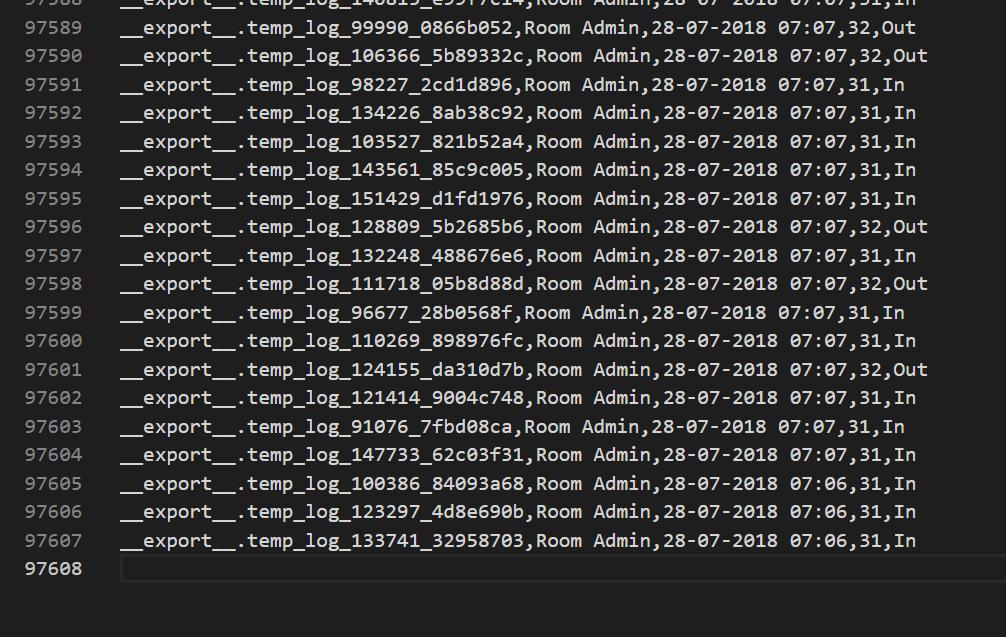 97588 __export__.temp_log_140815_e59f7c14,Room Admin,28-07-2018 07:07,31,In
97589 __export__.temp_log_99990_0866b052,Room Admin,28-07-2018 07:07,32,Out
97590 __export__.temp_log_106366_5b89332c,Room Admin,28-07-2018 07:07,32,Out
97591 __export__.temp_log_98227_2cd1d896,Room Admin,28-07-2018 07:07,31,In
97592 __export__.temp_log_134226_8ab38c92,Room Admin,28-07-2018 07:07,31,In
97593 __export__.temp_log_103527_821b52a4,Room Admin,28-07-2018 07:07,31,In
97594 __export__.temp_log_143561_85c9c005,Room Admin,28-07-2018 07:07,31,In
97595 __export__.temp_log_151429_d1fd1976,Room Admin,28-07-2018 07:07,31,In
97596 __export__.temp_log_128809_5b2685b6,Room Admin,28-07-2018 07:07,32,Out
97597 __export__.temp_log_132248_488676e6,Room Admin,28-07-2018 07:07,31,In
97598 __export__.temp_log_111718_05b8d88d,Room Admin,28-07-2018 07:07,32,Out
97599 __export__.temp_log_96677_28b0568f,Room Admin,28-07-2018 07:07,31,In
97600 __export__.temp_log_110269_898976fc,Room Admin,28-07-2018 07:07,31,In
97601 __export__.temp_log_124155_da310d7b,Room Admin,28-07-2018 07:07,32,Out
97602 __export__.temp_log_121414_9004c748,Room Admin,28-07-2018 07:07,31,In
97603 __export__.temp_log_91076_7fbd08ca,Room Admin,28-07-2018 07:07,31,In
97604 __export__.temp_log_147733_62c03f31,Room Admin,28-07-2018 07:07,31,In
97605 __export__.temp_log_100386_84093a68,Room Admin,28-07-2018 07:06,31,In
97606 __export__.temp_log_123297_4d8e690b,Room Admin,28-07-2018 07:06,31,In
97607 __export__.temp_log_133741_32958703,Room Admin,28-07-2018 07:06,31,In
97608